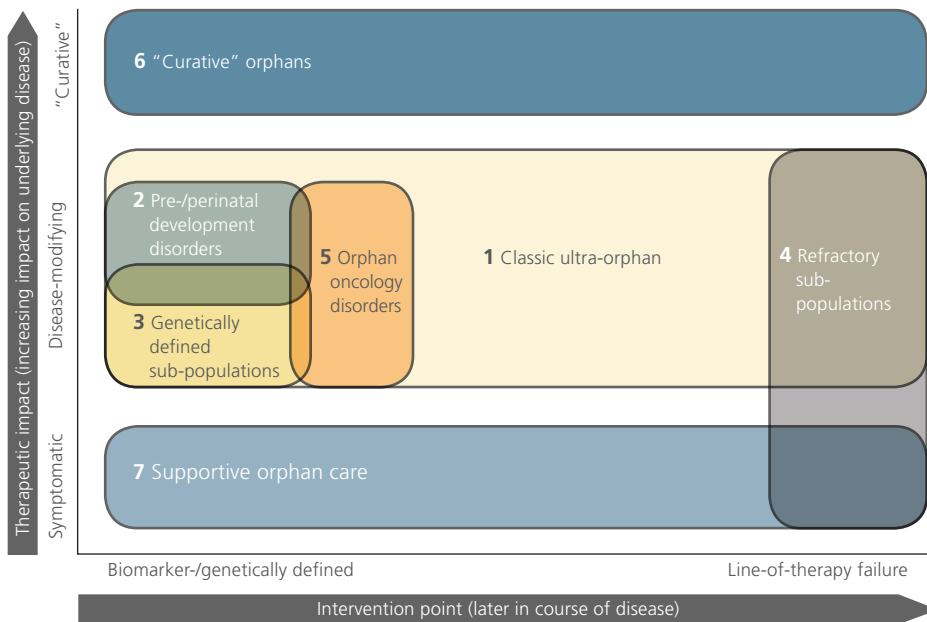 Therapeutic impact (increasing impact on underlying disease)
“Curative”
Disease-modifying
Symptomatic
6 “Curative” orphans
2 Pre-/perinatal
development
disorders
3 Genetically
defined
sub-populations
5 Orphan
oncology
disorders
1 Classic ultra-orphan
4 Refractory
sub-
populations
7 Supportive orphan care
Biomarker-/genetically defined
Line-of-therapy failure
Intervention point (later in course of disease)